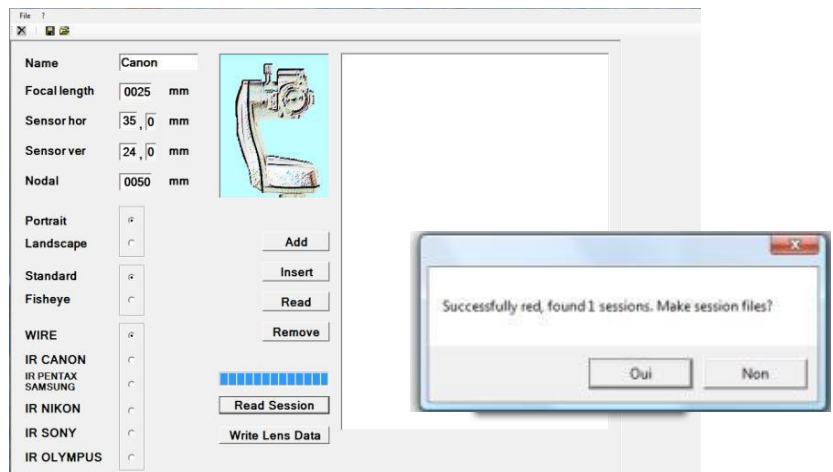 File ?
Name Canon
Focal length 0025 mm
Sensor hor 35 , 0 mm
Sensor ver 24 , 0 mm
Nodal 0050 mm
Portrait
Landscape
Standard
Fisheye
WIRE
IR CANON
IR PENTAX
SAMSUNG
IR NIKON
IR SONY
IR OLYMPUS
Add
Insert
Read
Remove
Read Session
Write Lens Data
Successfully red, found 1 sessions. Make session files?
Oui Non